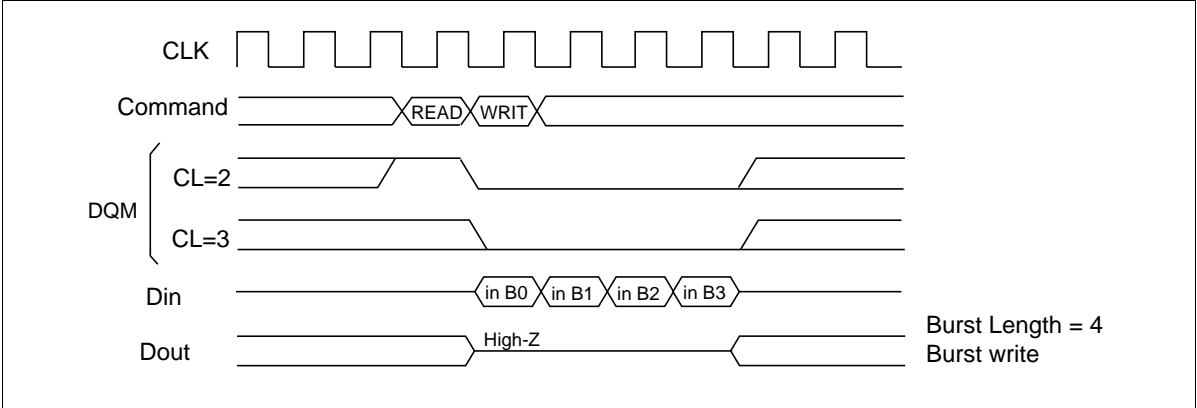 CLK
Command
READ WRIT
CL=2
DQM
CL=3
Din
in B0 in B1 in B2 in B3
Dout
High-Z
Burst Length = 4
Burst write